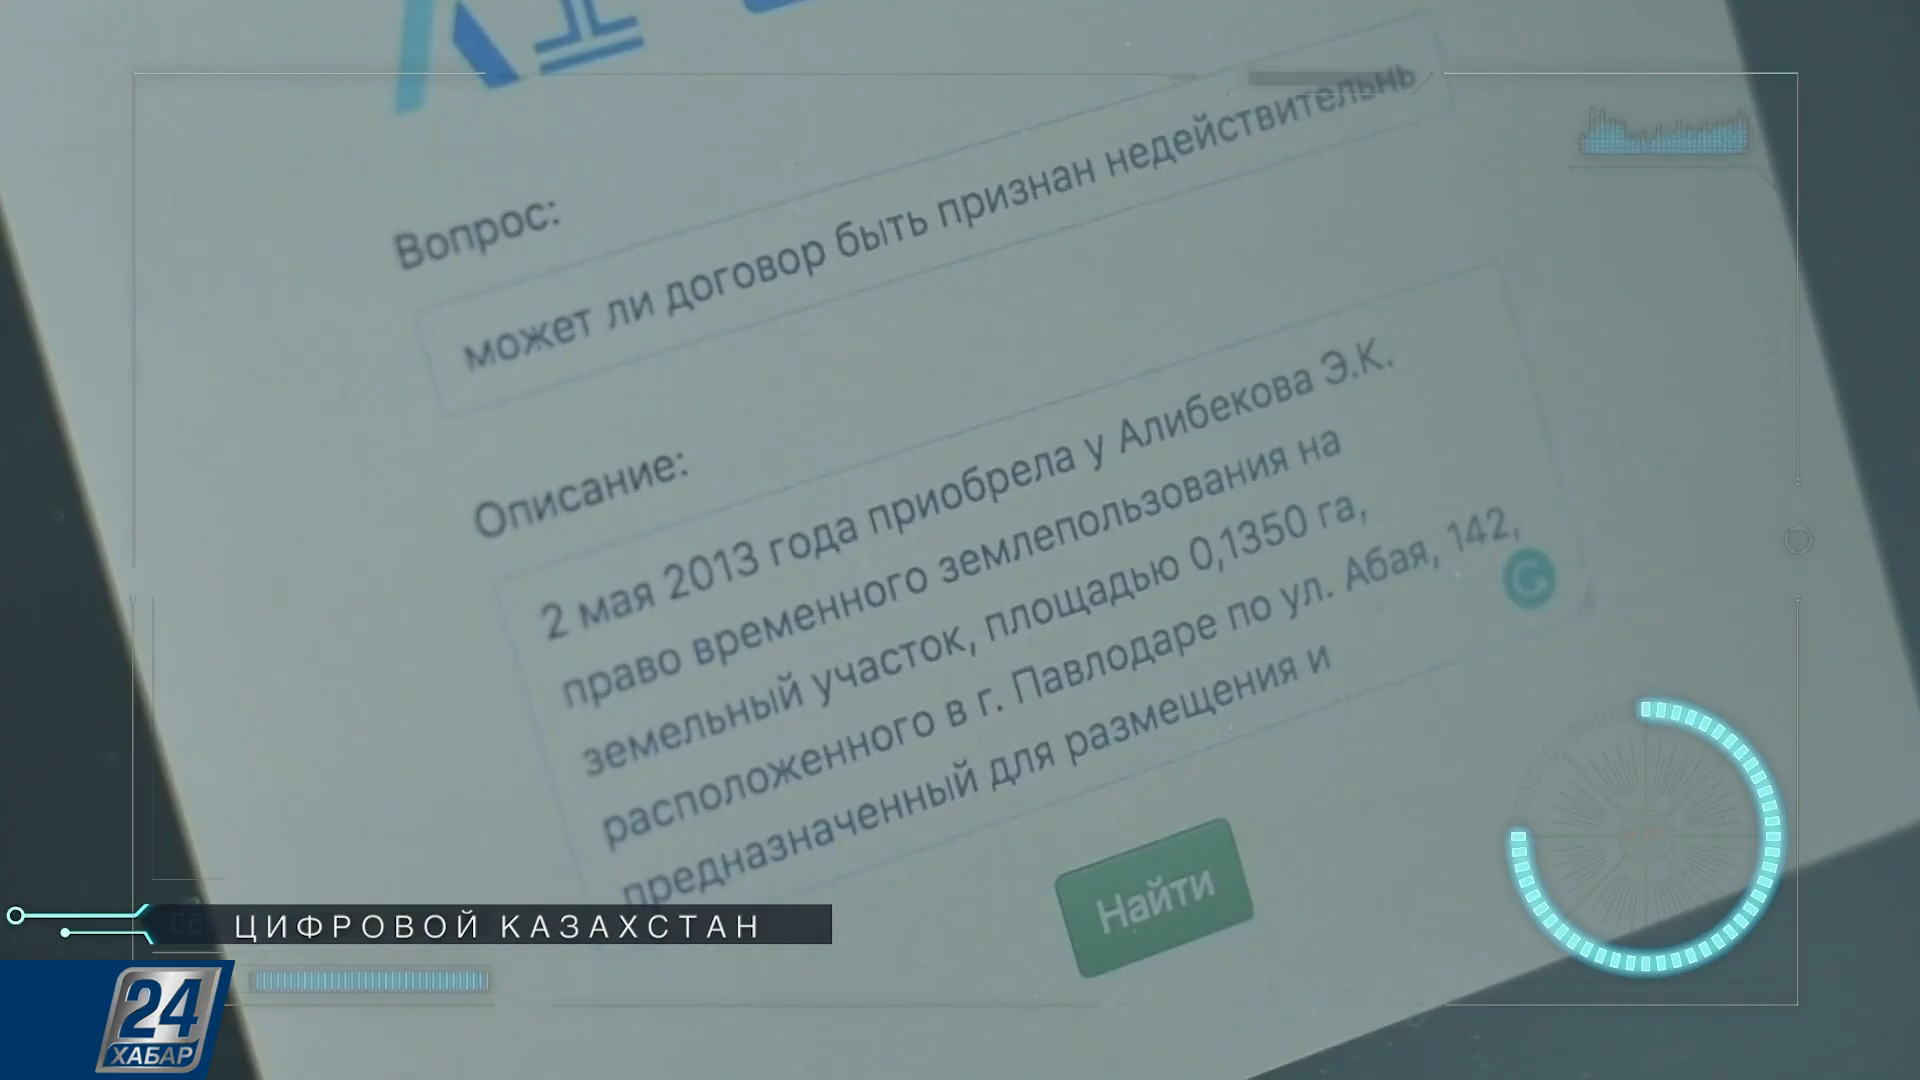 Вопрос:
может ли договор быть признан недействительнь
Описание:
2 мая 2013 года приобрела у Алибекова Э.К.
право временного землепользования на
земельный участок, площадью 0,1350 га,
расположенного в г. Павлодаре по ул. Абая, 142,
предназначенный для размещения и
Найти
ЦИФРОВОЙ КАЗАХСТАН
24
ХАБАР